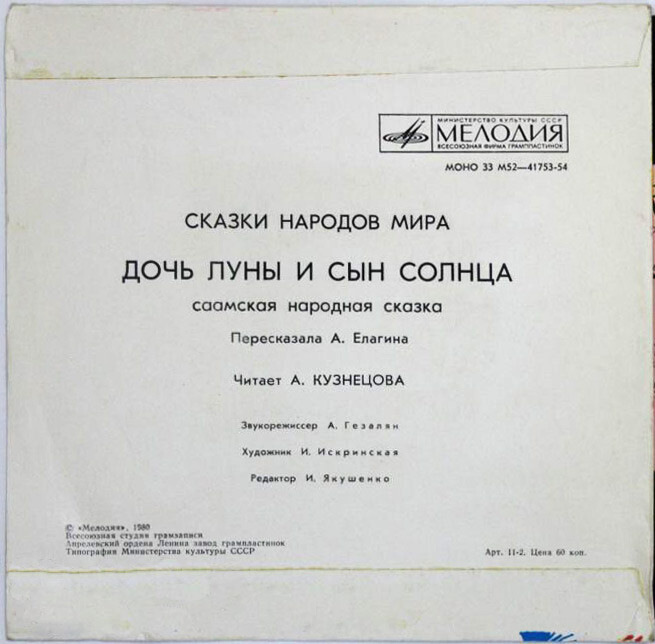 МИНИСТЕРСТВО КУЛЬТУРЫ СССР
МЕЛОДИЯ
ВСЕСОЮЗНАЯ ФИРМА ГРАМПЛАСТИНОК
МОНО 33 М52—41753-54
СКАЗКИ НАРОДОВ МИРА
ДОЧЬ ЛУНЫ И СЫН СОЛНЦА
саамская народная сказка
Пересказала А. Елагина
Читает А. КУЗНЕЦОВА
Звукорежиссер А. Гезалян
Художник И. Искринская
Редактор И. Якушенко
© «Мелодия», 1980
Всесоюзная студия грамзаписи
Апрелевский ордена Ленина завод грампластинок
Типография Министерства культуры СССР
Арт. 11-2. Цена 60 коп.